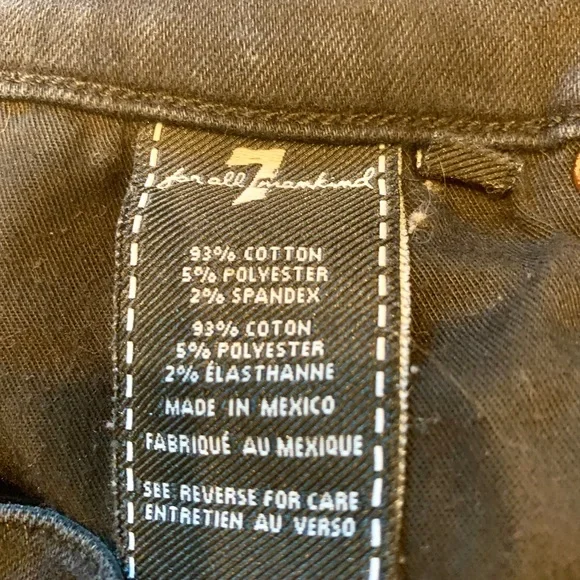 7
for all mankind
93% COTTON
5% POLYESTER
2% SPANDEX
93% COTON
5% POLYESTER
2% ÉLASTHANNE
MADE IN MEXICO
FABRIQUÉ AU MEXIQUE
SEE REVERSE FOR CARE
ENTRETIEN AU VERSO